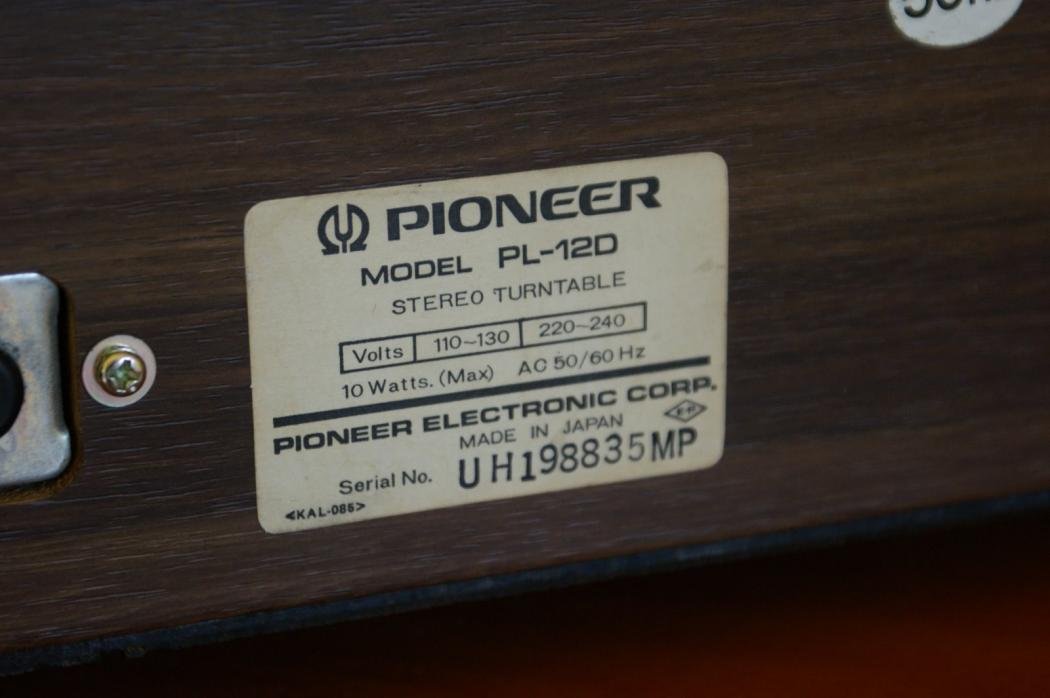 PIONEER
MODEL PL-12D
STEREO TURNTABLE
Volts 110~130 220~240
10 Watts. (Max) AC 50/60 Hz
PIONEER ELECTRONIC CORP.
MADE IN JAPAN
Serial No. UH198835MP
<KAL-085>